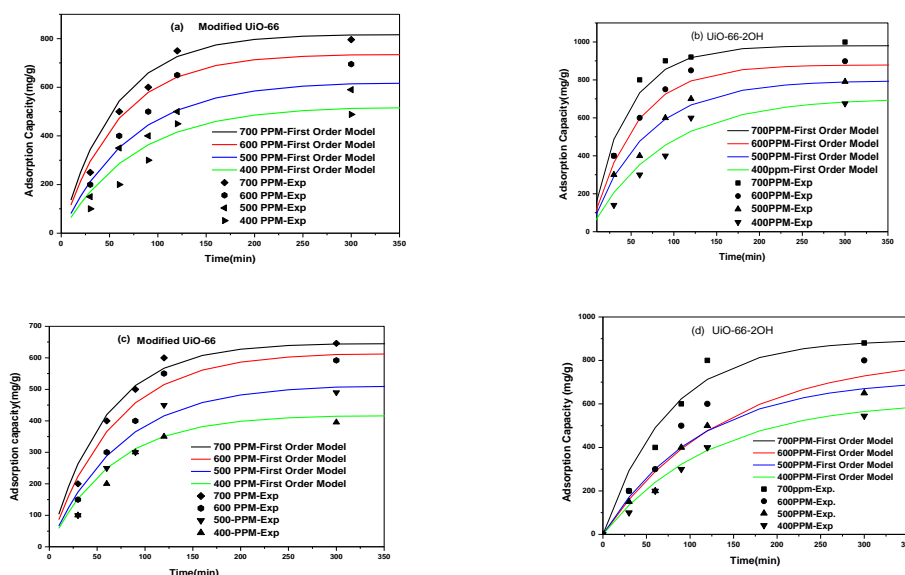 (a) Modified UiO-66
Adsorption Capacity(mg/g)
800
600
400
200
0
700 PPM-First Order Model
600 PPM-First Order Model
500 PPM-First Order Model
400 PPM-First Order Model
700 PPM-Exp
600 PPM-Exp
500 PPM-Exp
400 PPM-Exp
0 50 100 150 200 250 300 350
Time(min)
(b) UiO-66-2OH
Adsorption Capacity(mg/g)
1000
800
600
400
200
0
700PPM-First Order Model
600PPM-First Order Model
500PPM-First Order Model
400ppm-First Order Model
700PPM-Exp
600PPM-Exp
500PPM-Exp
400PPM-Exp
50 100 150 200 250 300 350
Time(min)
(c) Modified UiO-66
Adsorption capacity(mg/g)
700
600
500
400
300
200
100
0
700 PPM-First Order Model
600 PPM-First Order Model
500 PPM-First Order Model
400 PPM-First Order Model
700 PPM-Exp
600 PPM-Exp
500-PPM-Exp
400-PPM-Exp
0 50 100 150 200 250 300 350
Time(min)
(d) UiO-66-2OH
Adsorption Capacity (mg/g)
1000
800
600
400
200
0
700PPM-First Order Model
600PPM-First Order Model
500PPM-First Order Model
400PPM-First Order Model
700ppm-Exp.
600PPM-Exp.
500PPM-Exp.
400PPM-Exp
0 50 100 150 200 250 300 350
Time(min)